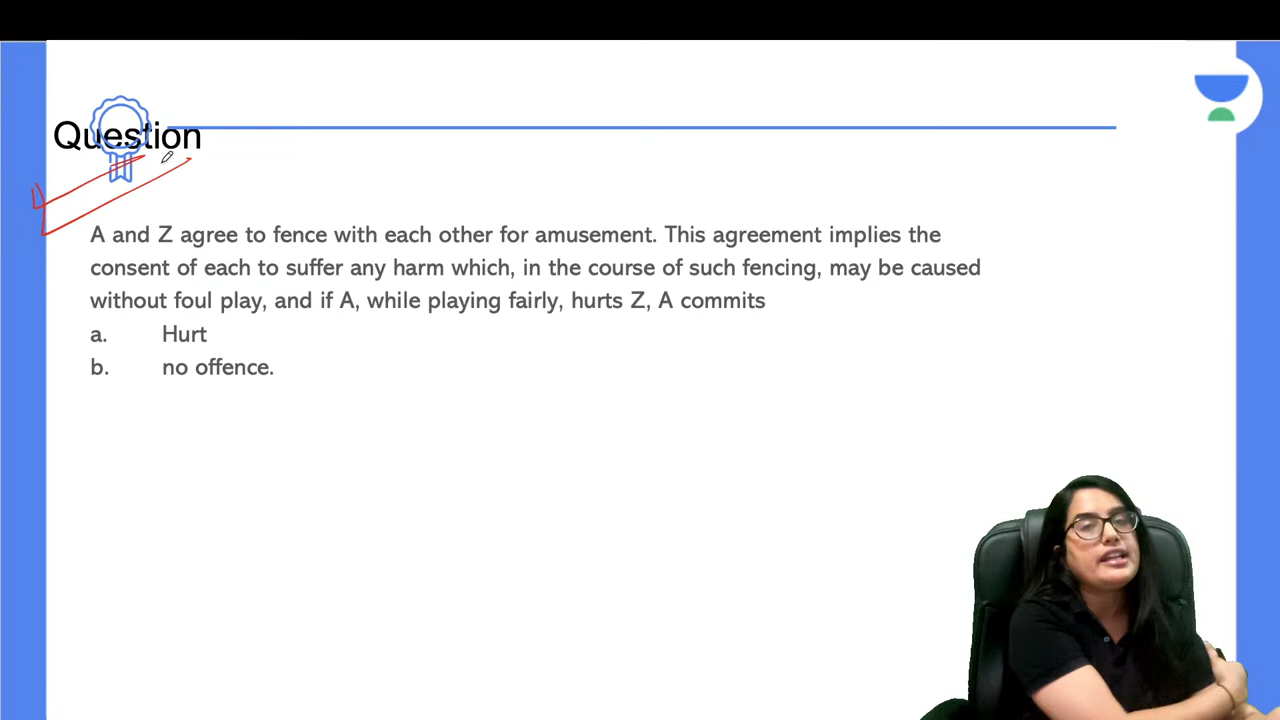 Question
A and Z agree to fence with each other for amusement. This agreement implies the
consent of each to suffer any harm which, in the course of such fencing, may be caused
without foul play, and if A, while playing fairly, hurts Z, A commits
a. Hurt
b. no offence.